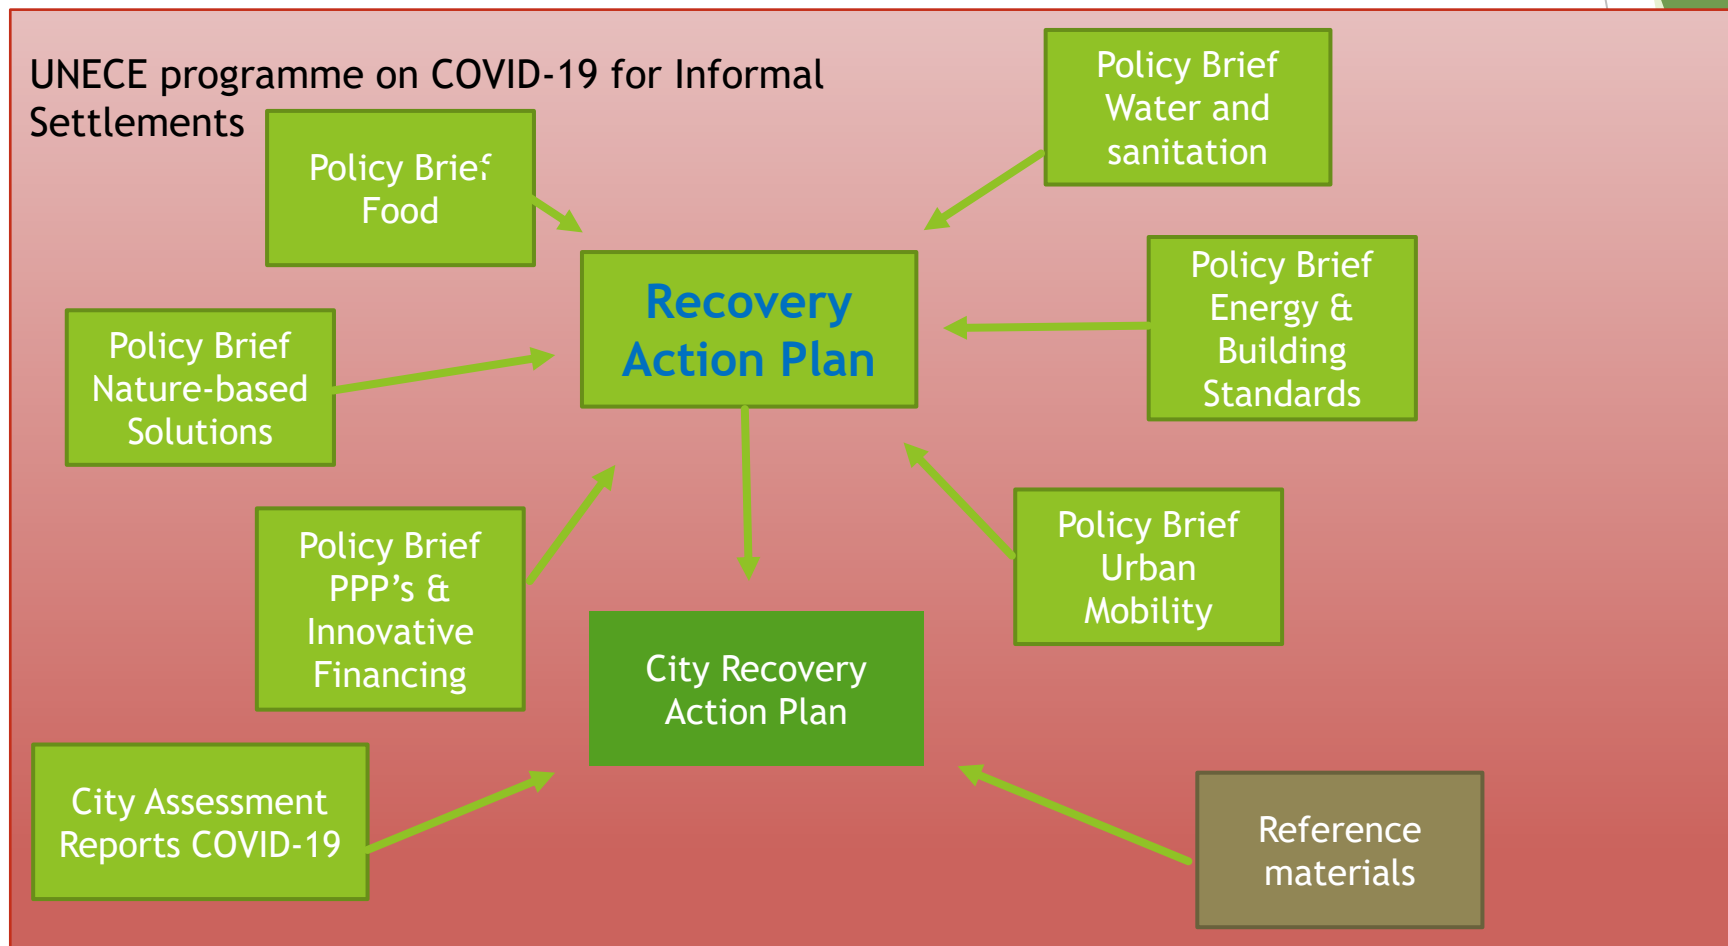 UNECE programme on COVID-19 for Informal
Settlements
Policy Brief
Food
Policy Brief
Water and
sanitation
Recovery
Action Plan
Policy Brief
Energy &
Building
Standards
Policy Brief
Nature-based
Solutions
Policy Brief
PPP’s &
Innovative
Financing
Policy Brief
Urban
Mobility
City Recovery
Action Plan
City Assessment
Reports COVID-19
Reference
materials